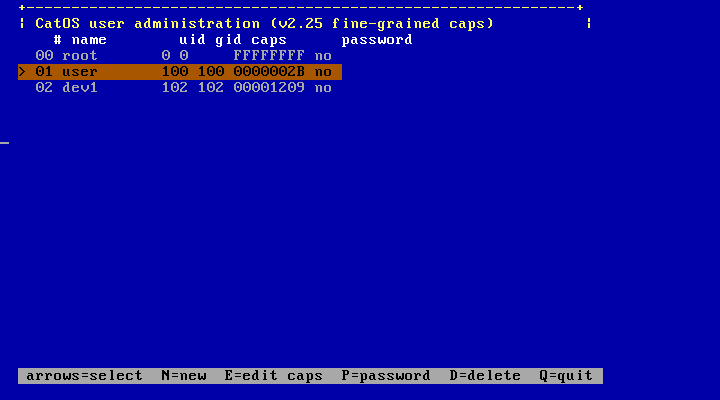 +-------------------------------------------------------------+
¦ CatOS user administration (v2.25 fine-grained caps) ¦
# name uid gid caps password
00 root 0 0 FFFFFFFF no
> 01 user 100 100 0000002B no
02 dev1 102 102 00001209 no
arrows=select N=new E=edit caps P=password D=delete Q=quit